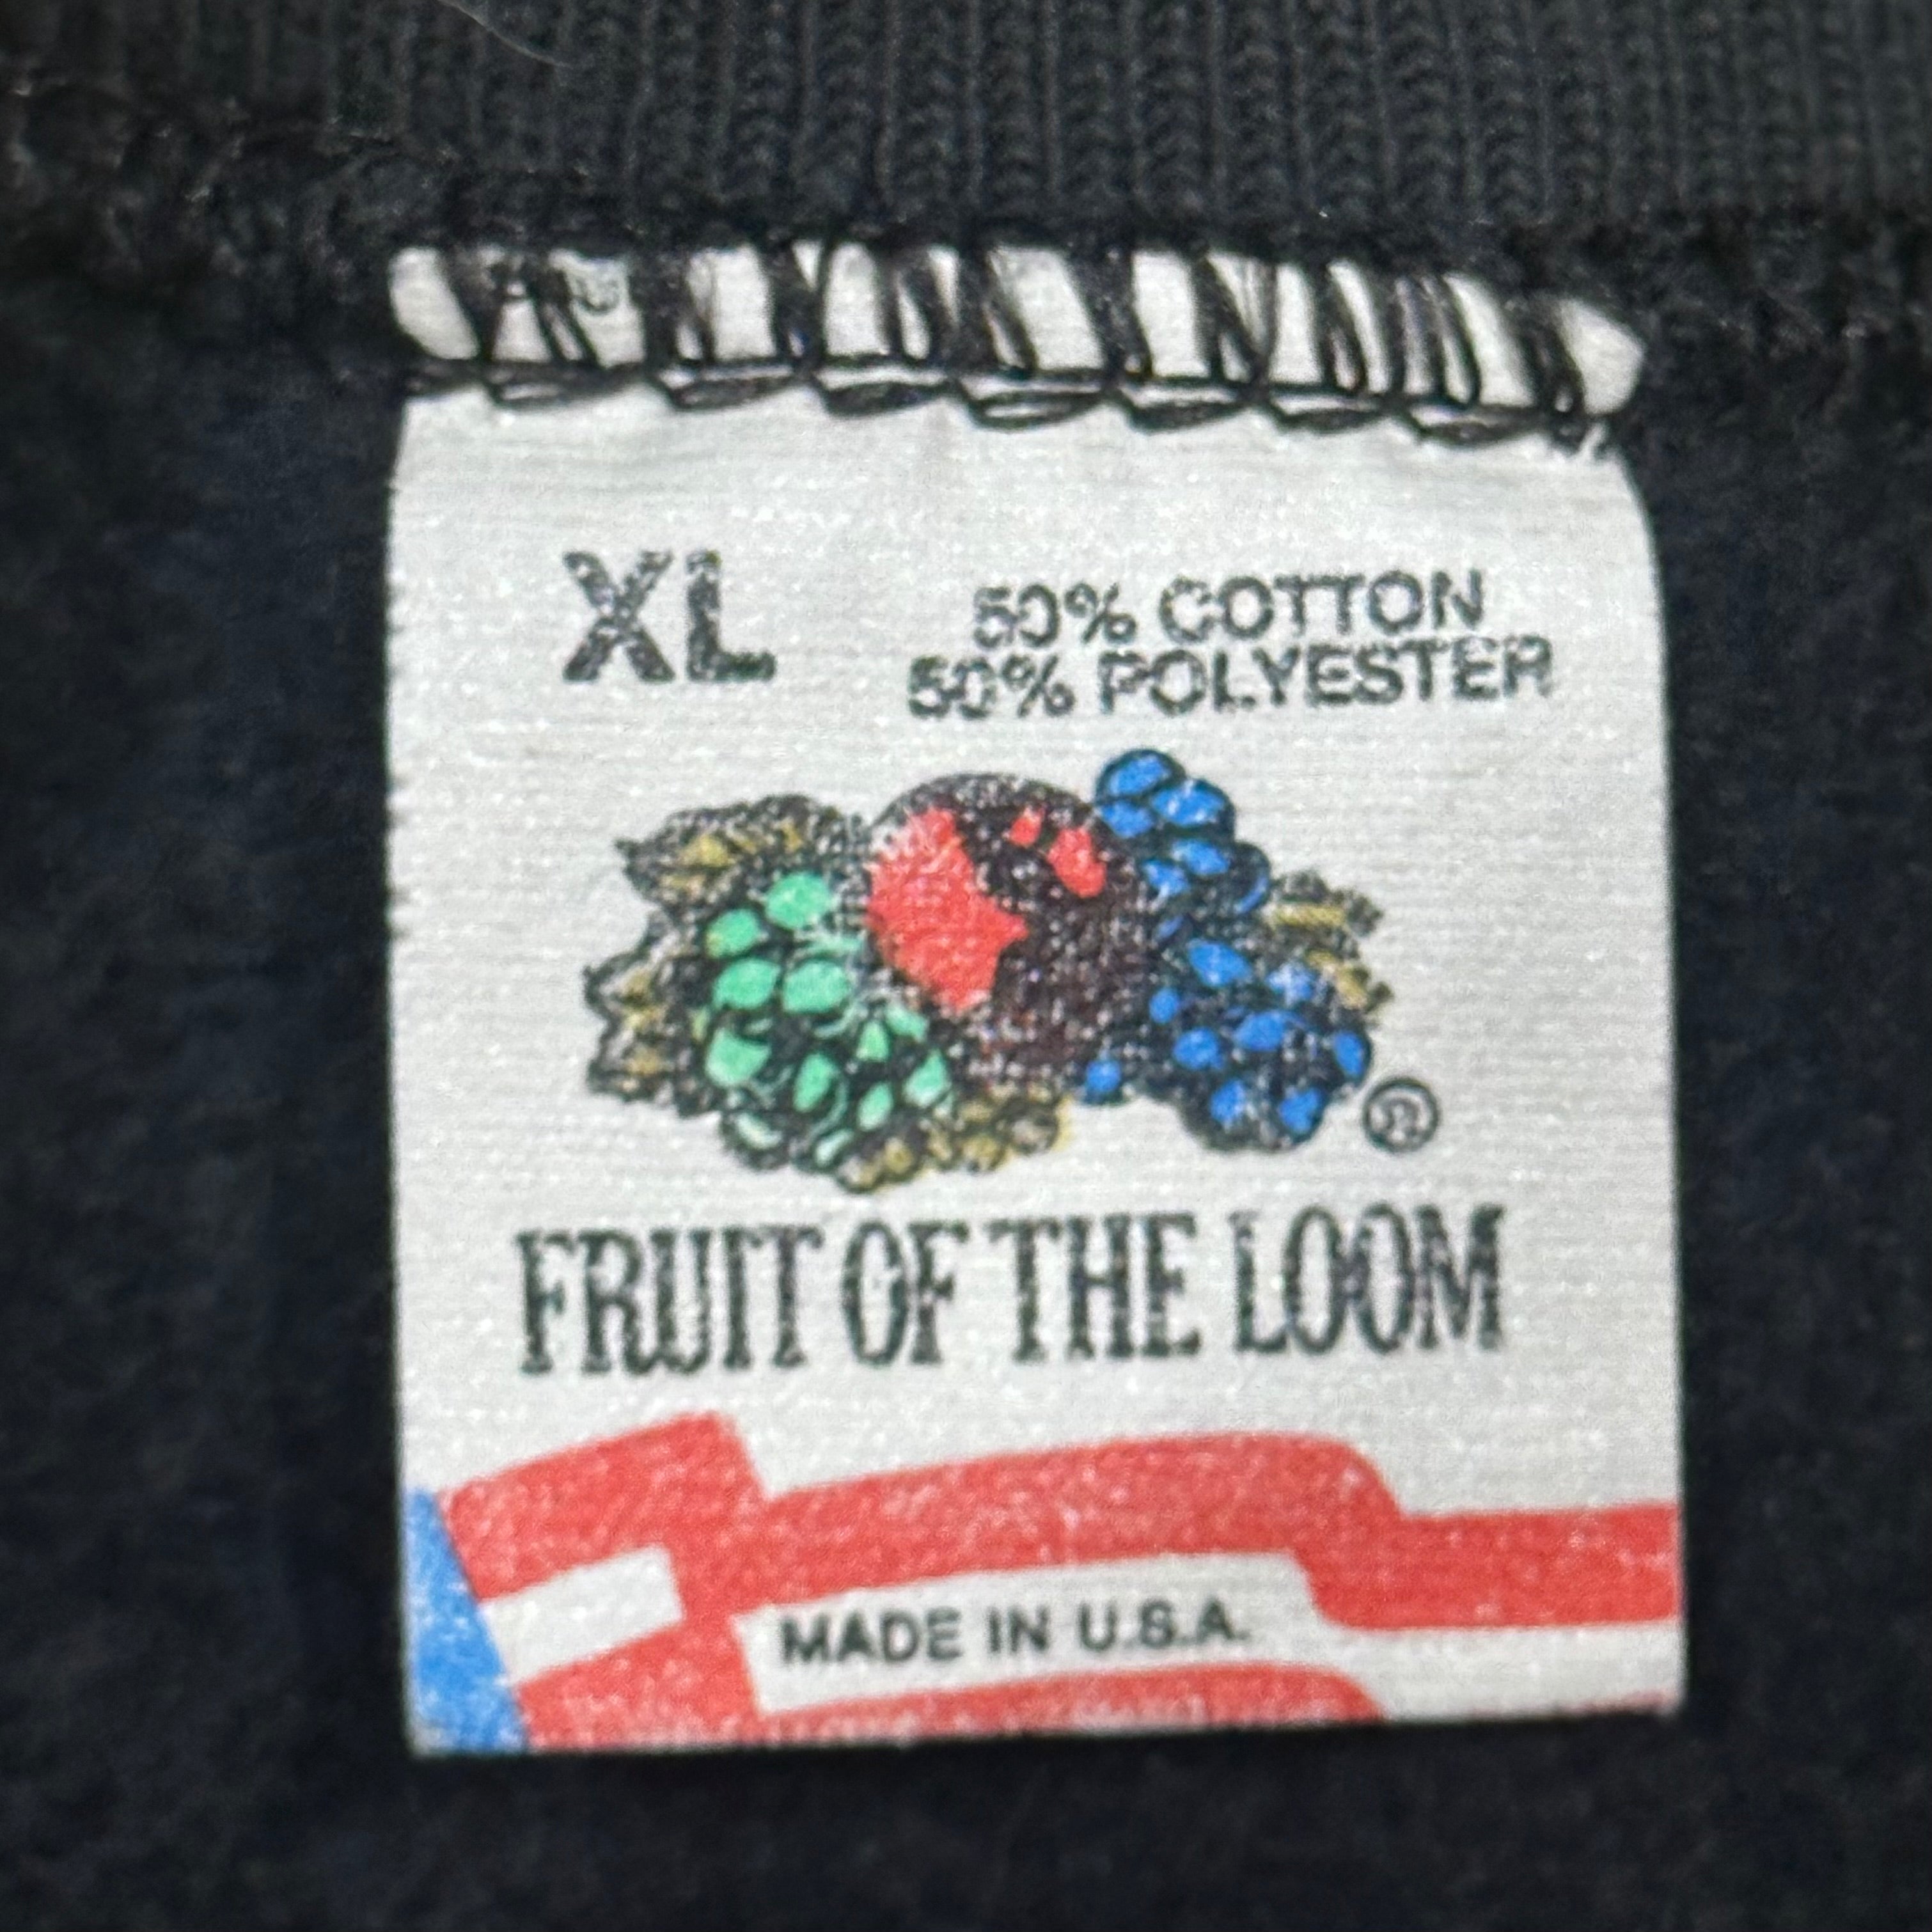 XL
50% COTTON
50% POLYESTER
®
FRUIT OF THE LOOM
MADE IN U.S.A.